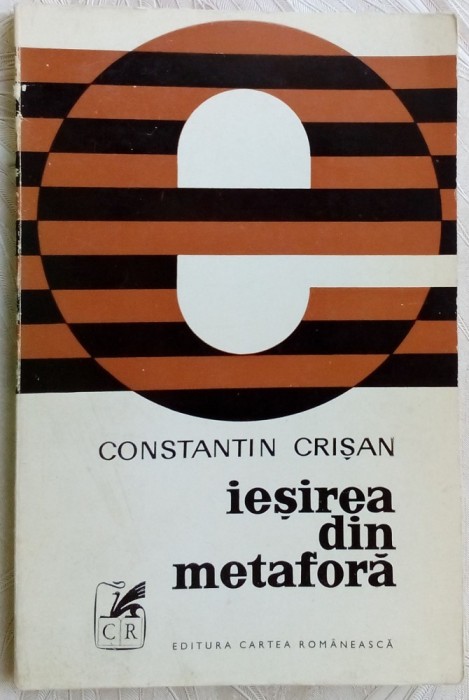 e
CONSTANTIN CRIȘAN
ieșirea
din
metaforă
CR
EDITURA CARTEA ROMÂNEASCĂ